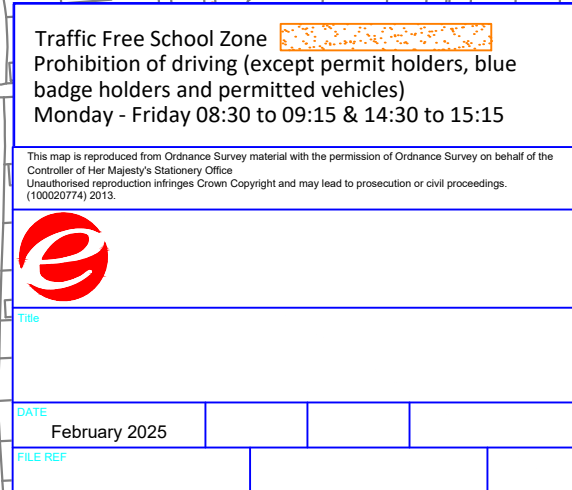 Traffic Free School Zone
Prohibition of driving (except permit holders, blue
badge holders and permitted vehicles)
Monday - Friday 08:30 to 09:15 & 14:30 to 15:15
This map is reproduced from Ordnance Survey material with the permission of Ordnance Survey on behalf of the
Controller of Her Majesty's Stationery Office
Unauthorised reproduction infringes Crown Copyright and may lead to prosecution or civil proceedings.
(100020774) 2013.
e
Title
DATE
February 2025
FILE REF